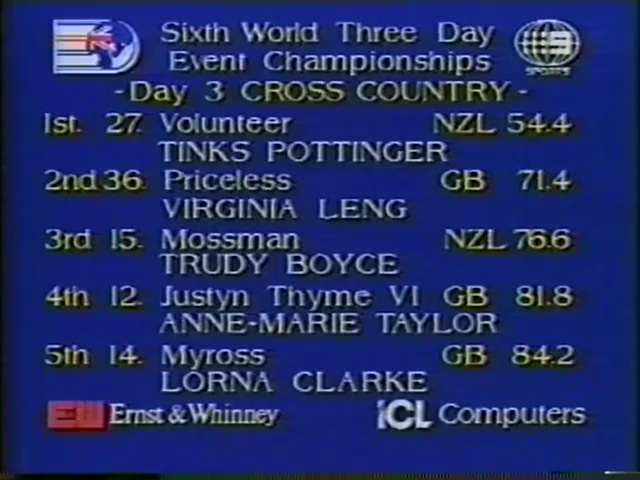 Sixth World Three Day
Event Championships
SPORTS
-Day 3 CROSS COUNTRY-
1st. 27. Volunteer NZL 54.4
TINKS POTTINGER
2nd 36. Priceless GB 71.4
VIRGINIA LENG
3rd 15. Mossman NZL 76.6
TRUDY BOYCE
4th 12. Justyn Thyme VI GB 81.8
ANNE-MARIE TAYLOR
5th 14. Myross GB 84.2
LORNA CLARKE
EW Ernst & Whinney iCL Computers